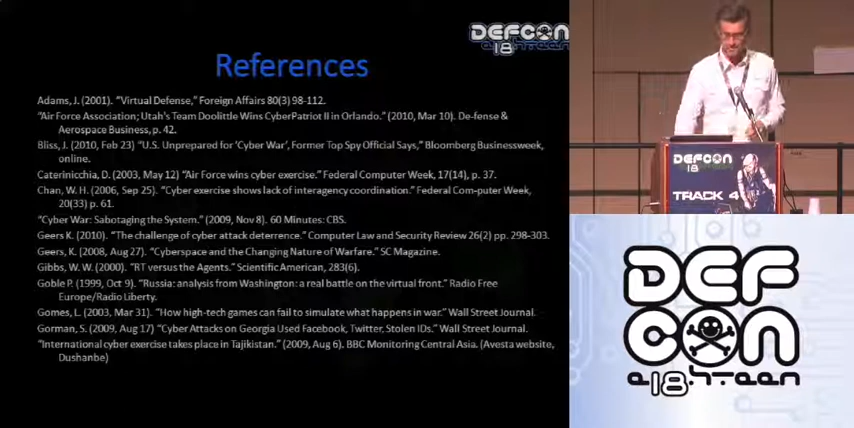 DEFCON
18
References
Adams, J. (2001). "Virtual Defense," Foreign Affairs 80(3) 98-112.
"Air Force Association; Utah's Team Doolittle Wins CyberPatriot II in Orlando." (2010, Mar 10). De-fense &
Aerospace Business, p. 42.
Bliss, J. (2010, Feb 23) "U.S. Unprepared for 'Cyber War', Former Top Spy Official Says," Bloomberg Businessweek,
online.
Caterinicchia, D. (2003, May 12) "Air Force wins cyber exercise." Federal Computer Week, 17(14), p. 37.
Chan, W. H. (2006, Sep 25). "Cyber exercise shows lack of interagency coordination." Federal Com-puter Week,
20(33) p. 61.
"Cyber War: Sabotaging the System." (2009, Nov 8). 60 Minutes: CBS.
Geers K. (2010). "The challenge of cyber attack deterrence." Computer Law and Security Review 26(2) pp. 298-303.
Geers, K. (2008, Aug 27). "Cyberspace and the Changing Nature of Warfare." SC Magazine.
Gibbs, W. W. (2000). "RT versus the Agents." Scientific American, 283(6).
Goble P. (1999, Oct 9). "Russia: analysis from Washington: a real battle on the virtual front." Radio Free
Europe/Radio Liberty.
Gomes, L. (2003, Mar 31). "How high-tech games can fail to simulate what happens in war." Wall Street Journal.
Gorman, S. (2009, Aug 17) "Cyber Attacks on Georgia Used Facebook, Twitter, Stolen IDs." Wall Street Journal.
"International cyber exercise takes place in Tajikistan." (2009, Aug 6). BBC Monitoring Central Asia. (Avesta website,
Dushanbe)
DEFCON
TRACK 4
DEF
CON
18